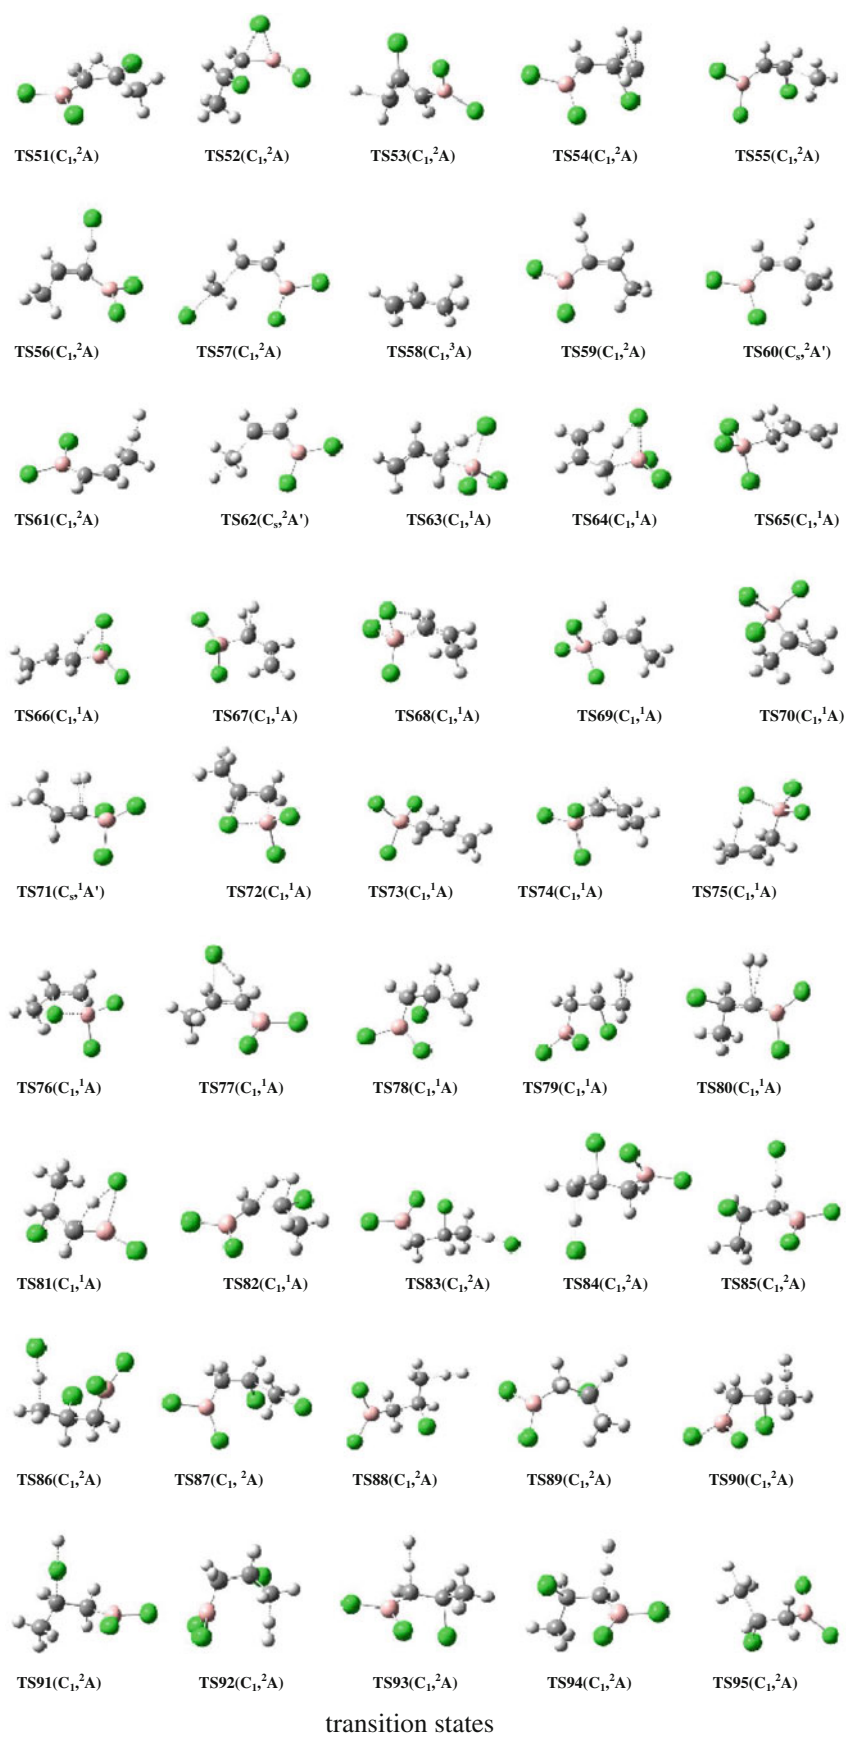 TS51(C₁,²A) TS52(C₁,²A) TS53(C₁,²A) TS54(C₁,²A) TS55(C₁,²A)
TS56(C₁,²A) TS57(C₁,²A) TS58(C₁,³A) TS59(C₁,²A) TS60(Cₛ,²A')
TS61(C₁,²A) TS62(Cₛ,²A') TS63(C₁,¹A) TS64(C₁,¹A) TS65(C₁,¹A)
TS66(C₁,¹A) TS67(C₁,¹A) TS68(C₁,¹A) TS69(C₁,¹A) TS70(C₁,¹A)
TS71(Cₛ,¹A') TS72(C₁,¹A) TS73(C₁,¹A) TS74(C₁,¹A) TS75(C₁,¹A)
TS76(C₁,¹A) TS77(C₁,¹A) TS78(C₁,¹A) TS79(C₁,¹A) TS80(C₁,¹A)
TS81(C₁,¹A) TS82(C₁,¹A) TS83(C₁,²A) TS84(C₁,²A) TS85(C₁,²A)
TS86(C₁,²A) TS87(C₁, ²A) TS88(C₁,²A) TS89(C₁,²A) TS90(C₁,²A)
TS91(C₁,²A) TS92(C₁,²A) TS93(C₁,²A) TS94(C₁,²A) TS95(C₁,²A)
transition states